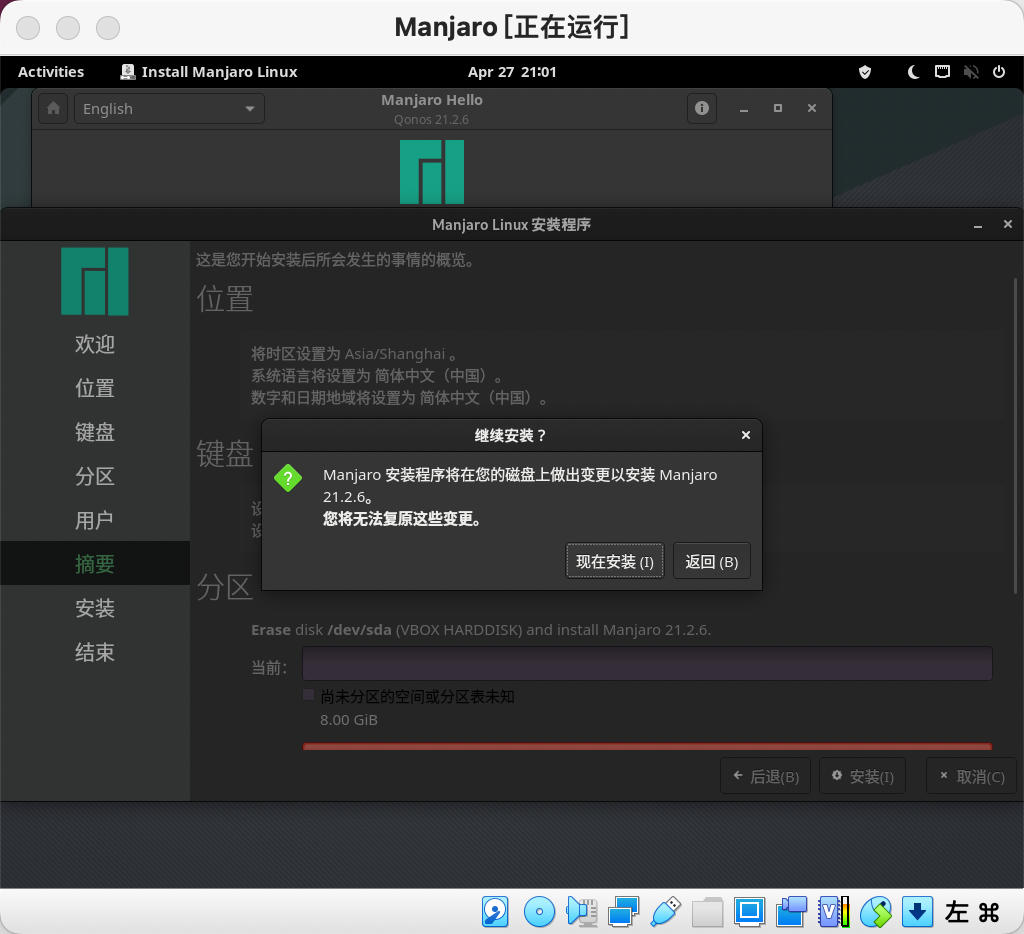 Manjaro [正在运行]
Activities
Install Manjaro Linux
Apr 27 21:01
English
Manjaro Hello
Qonos 21.2.6
Manjaro Linux 安装程序
欢迎
位置
键盘
分区
用户
摘要
安装
结束
这是您开始安装后所会发生的事情的概览。
位置
将时区设置为 Asia/Shanghai 。
系统语言将设置为 简体中文（中国）。
数字和日期地域将设置为 简体中文（中国）。
键盘
设
设
继续安装？
Manjaro 安装程序将在您的磁盘上做出变更以安装 Manjaro
21.2.6。
您将无法复原这些变更。
现在安装 (I)
返回 (B)
分区
Erase disk /dev/sda (VBOX HARDDISK) and install Manjaro 21.2.6.
当前:
尚未分区的空间或分区表未知
8.00 GiB
后退(B)
安装(I)
取消(C)
左 ⌘